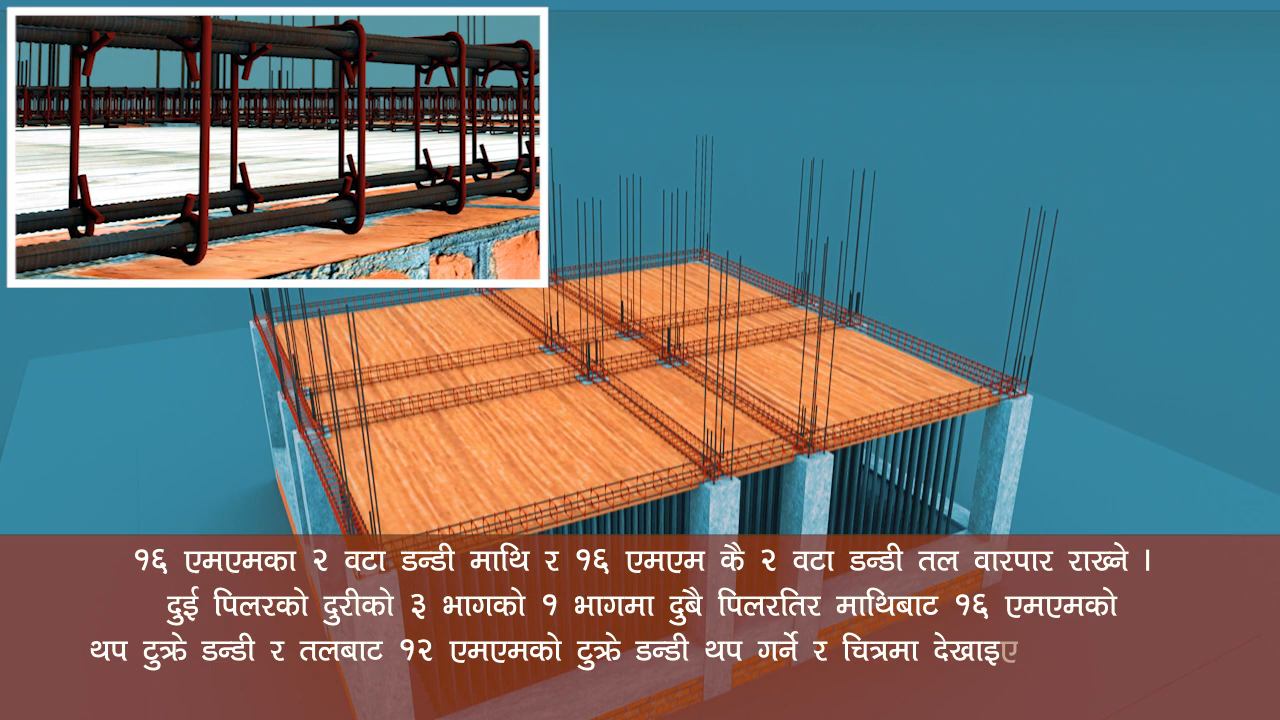 १६ एमएमका २ वटा डन्डी माथि र १६ एमएम कै २ वटा डन्डी तल वारपार राख्ने ।
दुई पिलरको दुरीको ३ भागको १ भागमा दुबै पिलरतिर माथिबाट १६ एमएमको
थप टुक्रे डन्डी र तलबाट १२ एमएमको टुक्रे डन्डी थप गर्ने र चित्रमा देखाइए